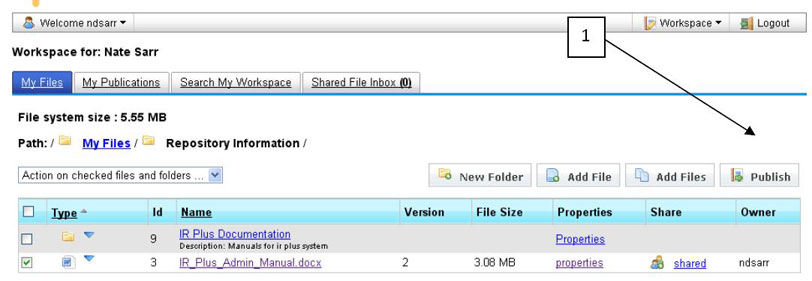 Welcome ndsarr Workspace Logout
1
Workspace for: Nate Sarr
My Files My Publications Search My Workspace Shared File Inbox (0)
File system size : 5.55 MB
Path: / My Files / Repository Information /
Action on checked files and folders ... New Folder Add File Add Files Publish
Type Id Name Version File Size Properties Share Owner
9 IR Plus Documentation Properties
Description: Manuals for ir plus system
3 IR_Plus_Admin_Manual.docx 2 3.08 MB properties shared ndsarr